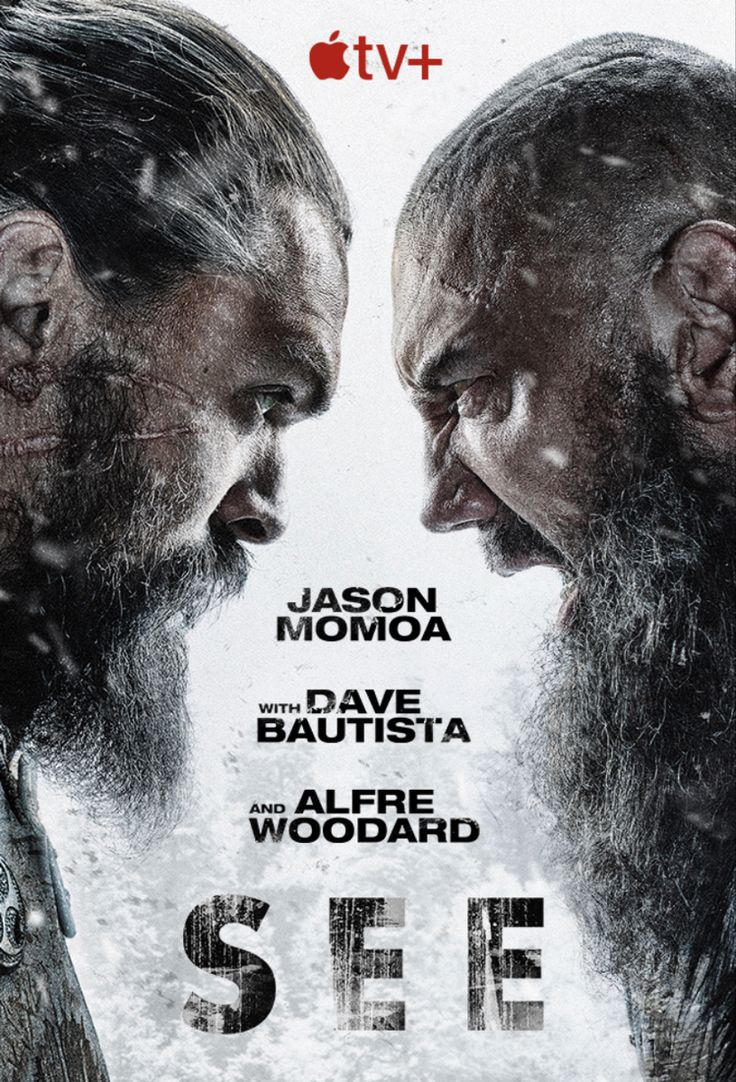 tv+
JASON
MOMOA
WITH DAVE
BAUTISTA
AND ALFRE
WOODARD
SEE